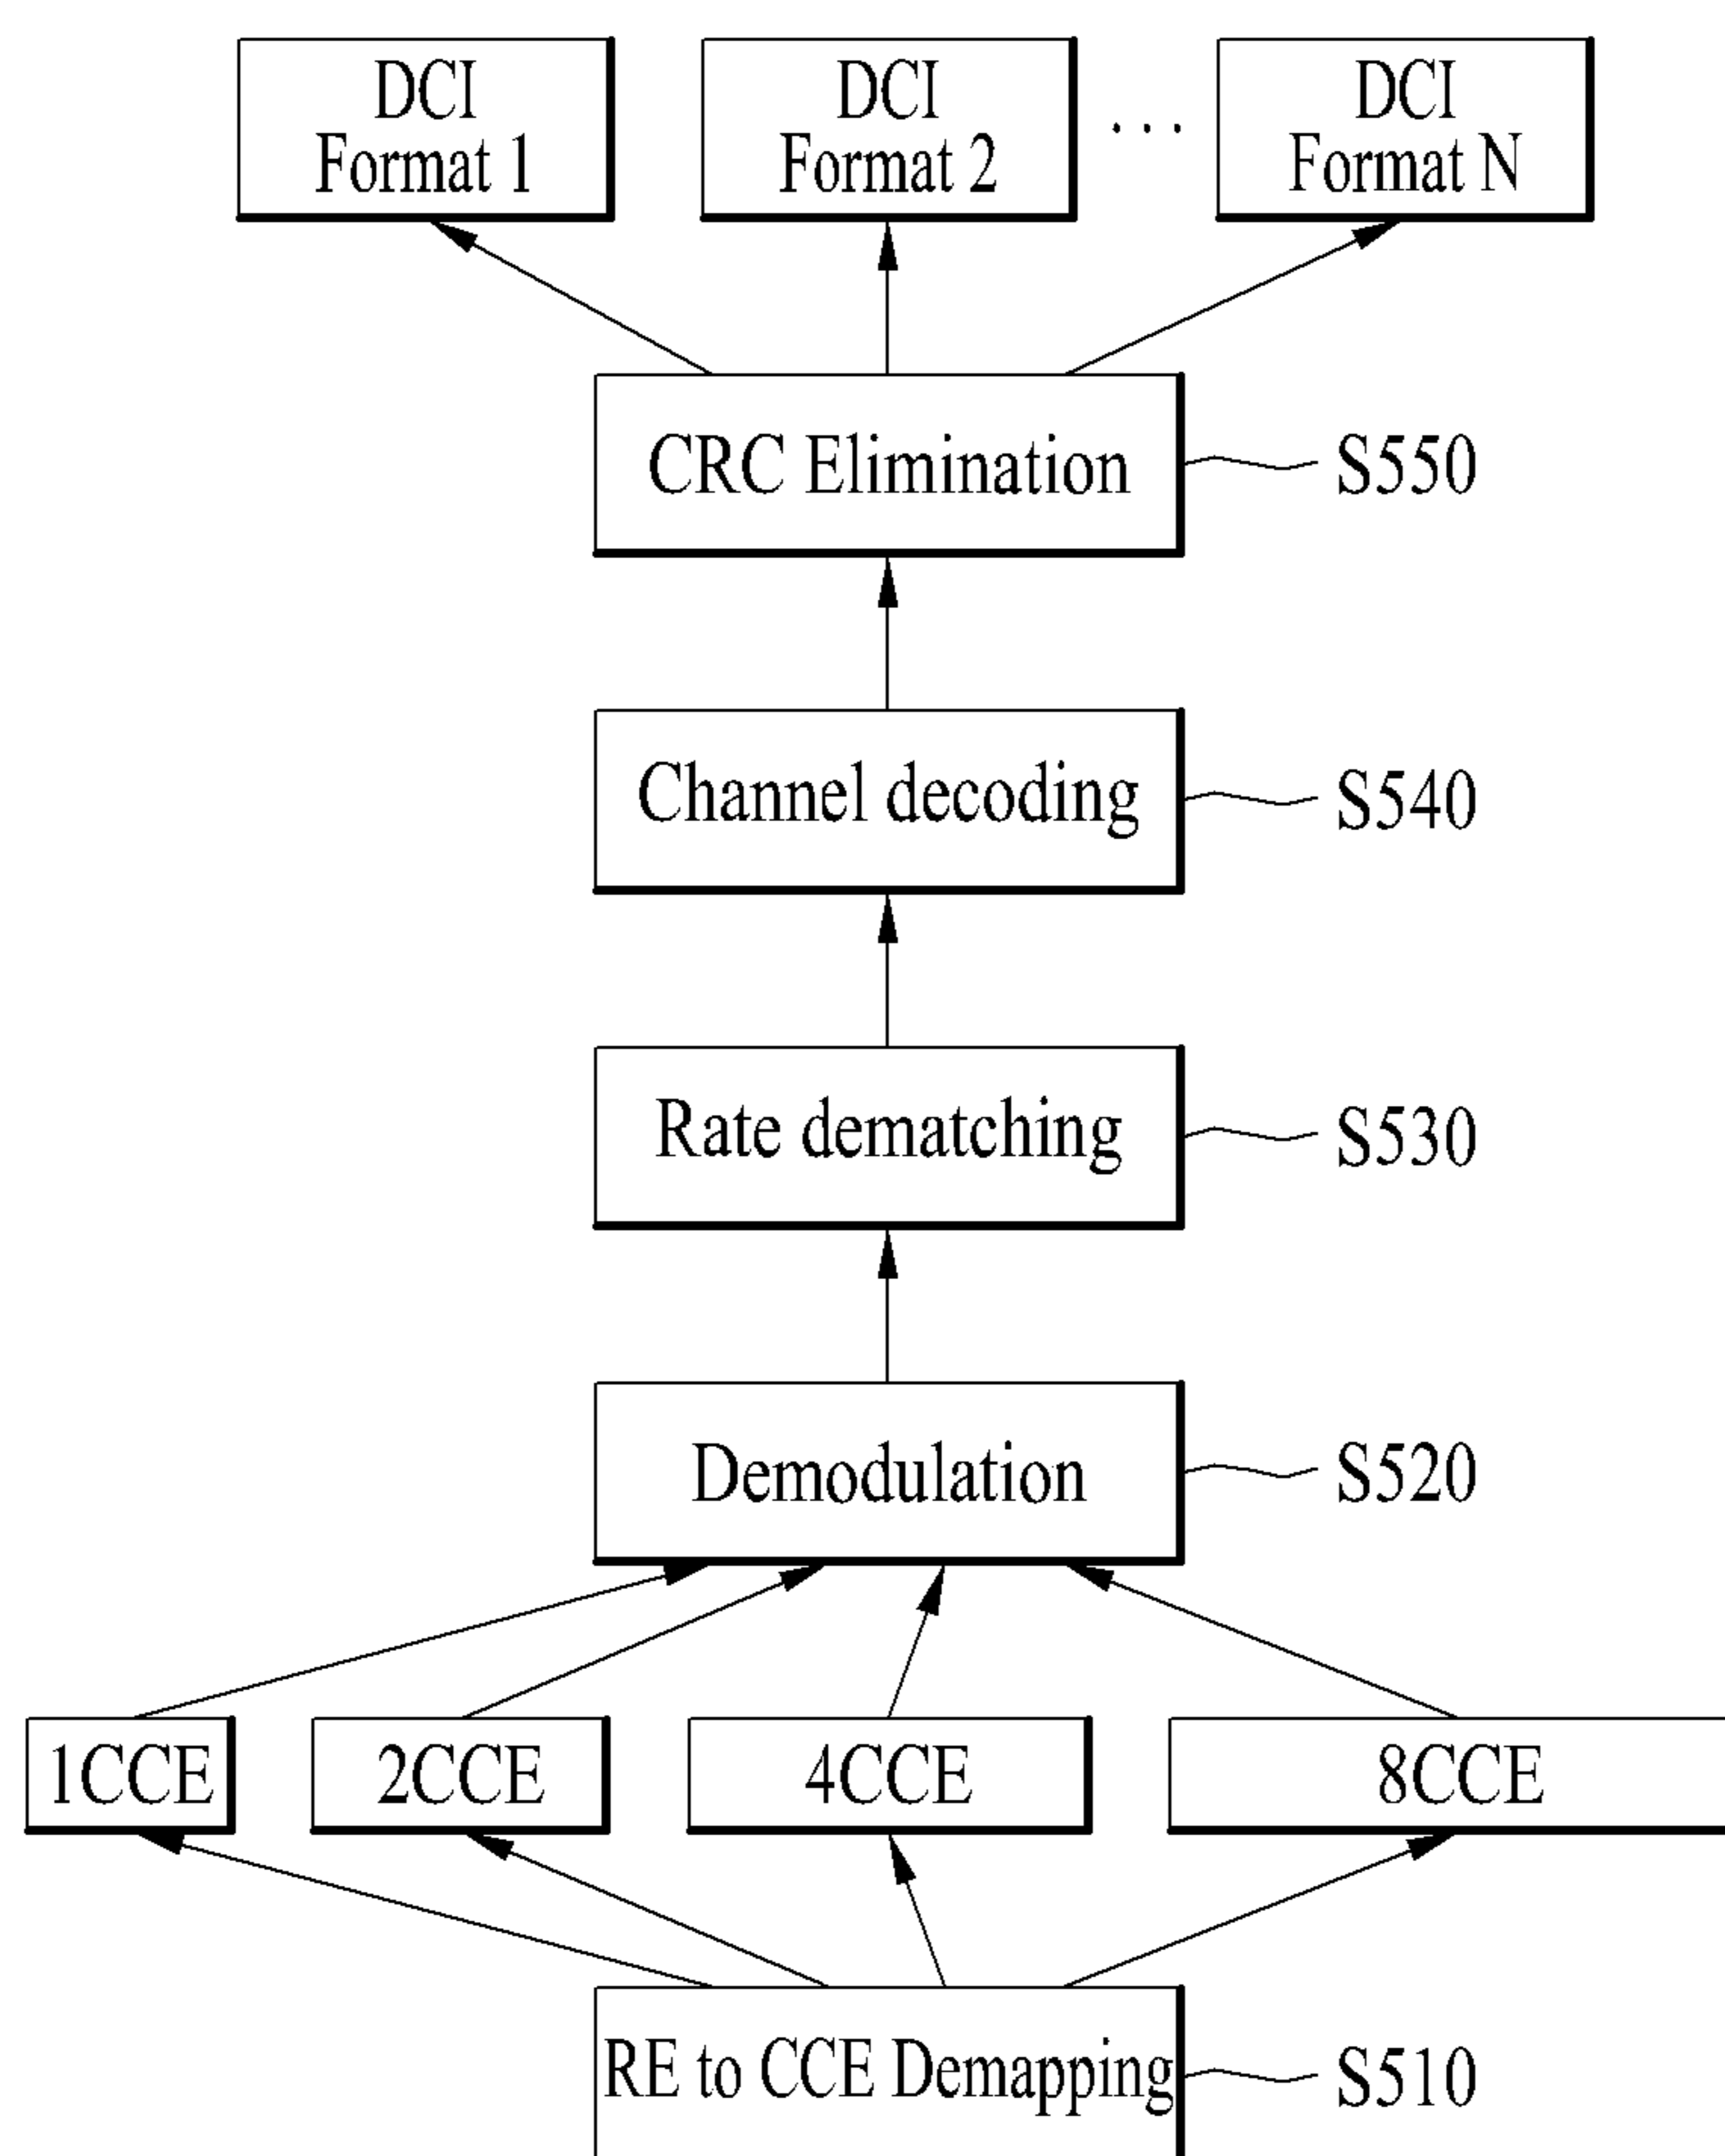 DCI
Format 1
DCI
Format 2
...
DCI
Format N
CRC Elimination
S550
Channel decoding
S540
Rate dematching
S530
Demodulation
S520
1CCE
2CCE
4CCE
8CCE
RE to CCE Demapping
S510